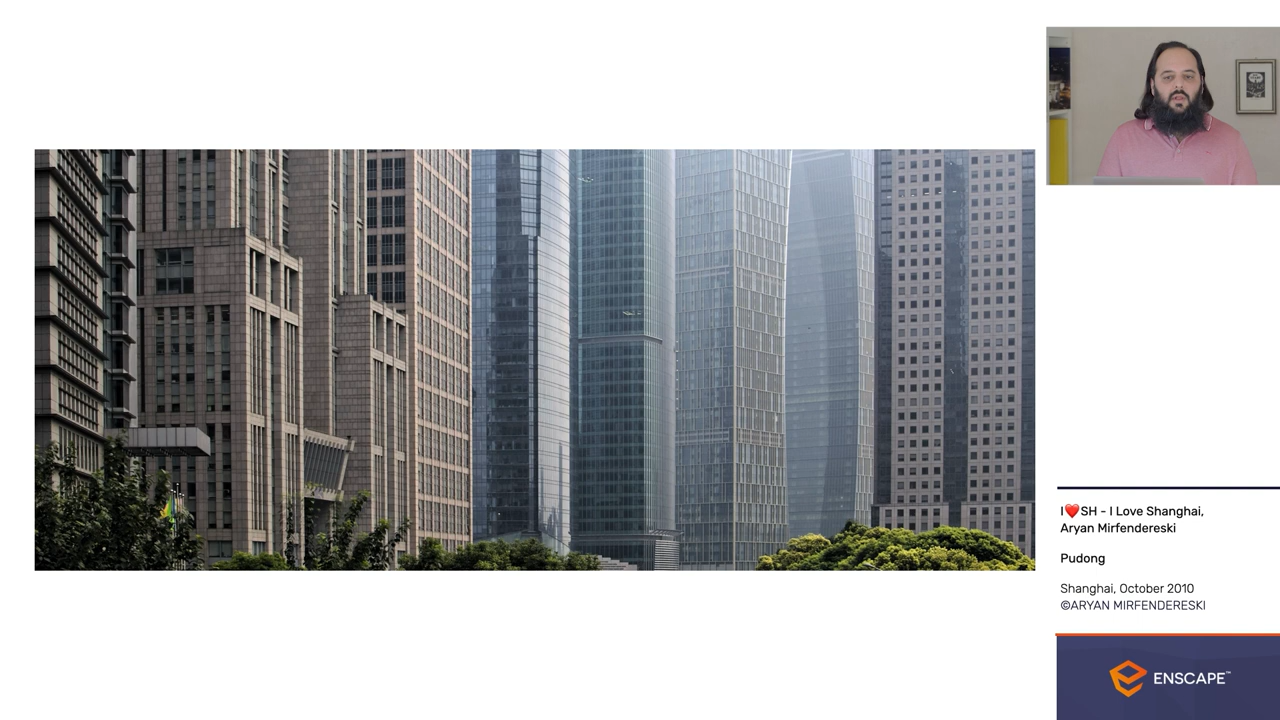 I❤️SH - I Love Shanghai,
Aryan Mirfendereski
Pudong
Shanghai, October 2010
©ARYAN MIRFENDERESKI
ENSCAPE™